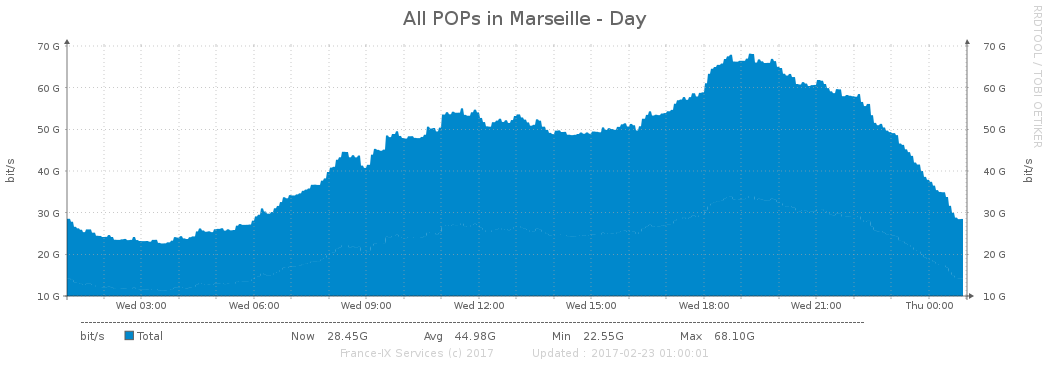 All POPs in Marseille - Day
RRDTOOL / TOBI OETIKER
bit/s
bit/s
70 G 70 G
60 G 60 G
50 G 50 G
40 G 40 G
30 G 30 G
20 G 20 G
10 G 10 G
Wed 03:00 Wed 06:00 Wed 09:00 Wed 12:00 Wed 15:00 Wed 18:00 Wed 21:00 Thu 00:00
bit/s Total Now 28.45G Avg 44.98G Min 22.55G Max 68.10G
France-IX Services (c) 2017 Updated : 2017-02-23 01:00:01